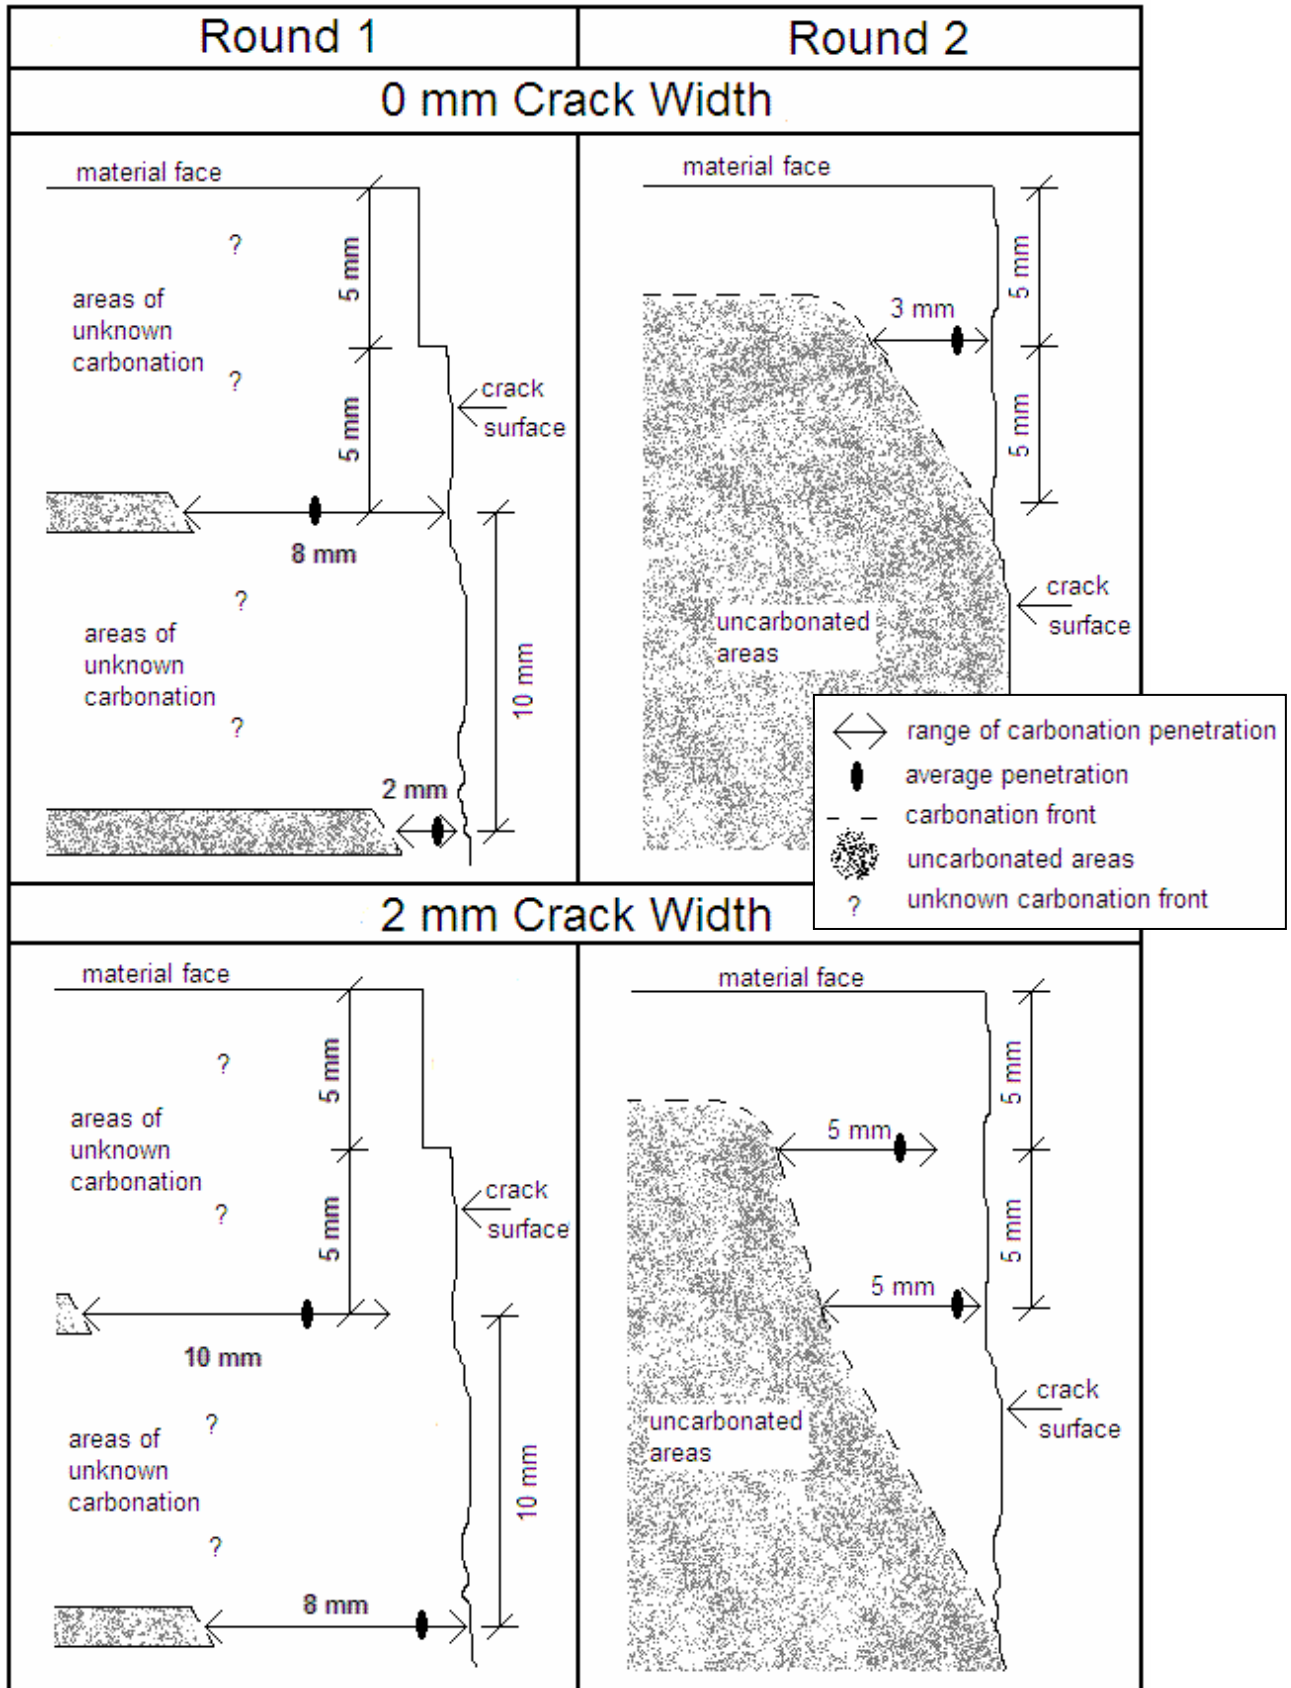 Round 1
Round 2
0 mm Crack Width
material face
?
5 mm
areas of
unknown
carbonation
?
5 mm
crack
surface
8 mm
?
areas of
unknown
carbonation
?
10 mm
2 mm
material face
5 mm
3 mm
5 mm
crack
surface
uncarbonated
areas
range of carbonation penetration
average penetration
carbonation front
uncarbonated areas
? unknown carbonation front
2 mm Crack Width
material face
?
5 mm
areas of
unknown
carbonation
?
5 mm
crack
surface
10 mm
?
areas of
unknown
carbonation
?
10 mm
8 mm
material face
5 mm
5 mm
5 mm
5 mm
crack
surface
uncarbonated
areas